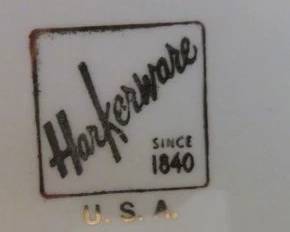 Harkerware
SINCE
1840
U. S. A.